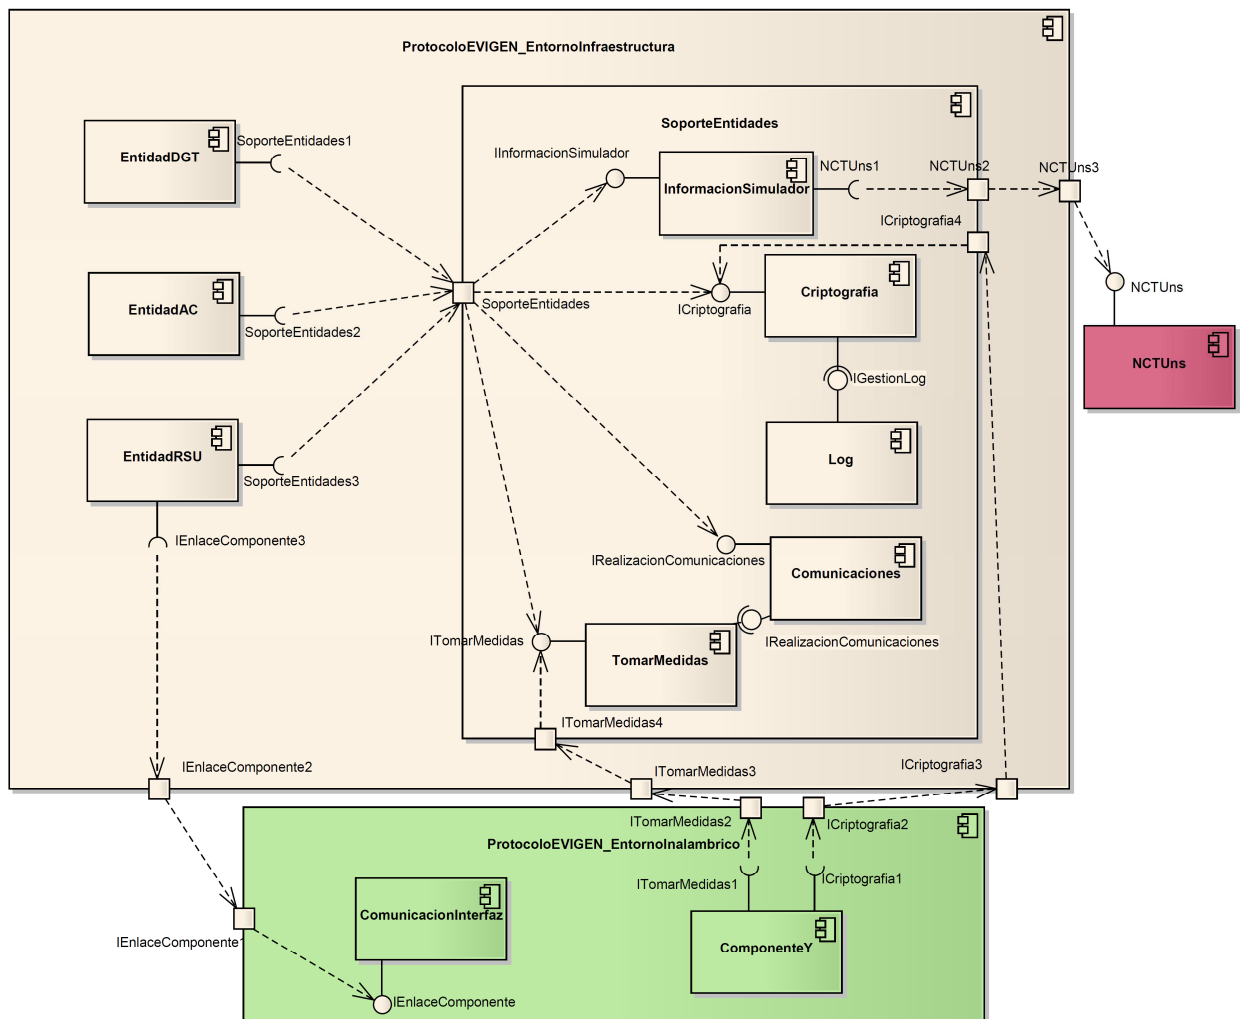 ProtocoloEVIGEN_EntornoInfraestructura
SoporteEntidades
EntidadDGT
SoporteEntidades1
IInformacionSimulador
InformacionSimulador
NCTUns1
NCTUns2
NCTUns3
ICriptografia4
EntidadAC
SoporteEntidades2
SoporteEntidades
ICriptografia
Criptografia
NCTUns
NCTUns
IGestionLog
Log
EntidadRSU
SoporteEntidades3
IEnlaceComponente3
IRealizacionComunicaciones
Comunicaciones
ITomarMedidas
TomarMedidas
IRealizacionComunicaciones
ITomarMedidas4
IEnlaceComponente2
ITomarMedidas3
ICriptografia3
ITomarMedidas2
ICriptografia2
ProtocoloEVIGEN_EntornoInalambrico
ITomarMedidas1
ICriptografia1
ComunicacionInterfaz
IEnlaceComponente1
ComponenteY
IEnlaceComponente